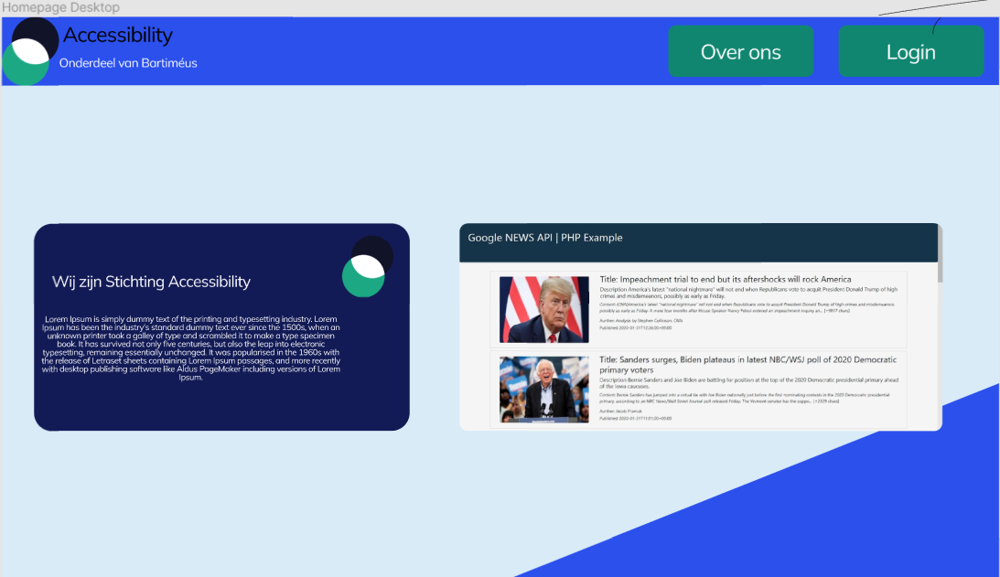 Homepage Desktop
Accessibility
Onderdeel van Bartiméus
Over ons
Login
Wij zijn Stichting Accessibility
Lorem Ipsum is simply dummy text of the printing and typesetting industry. Lorem
Ipsum has been the industry's standard dummy text ever since the 1500s, when an
unknown printer took a galley of type and scrambled it to make a type specimen
book. It has survived not only five centuries, but also the leap into electronic
typesetting, remaining essentially unchanged. It was popularised in the 1960s with
the release of Letraset sheets containing Lorem Ipsum passages, and more recently
with desktop publishing software like Aldus PageMaker including versions of Lorem
Ipsum.
Google NEWS API | PHP Example
Title: Impeachment trial to end but its aftershocks will rock America
Description America's latest "national nightmare" will not end when Republicans vote to acquit President Donald Trump of high
crimes and misdemeanors, possibly as early as Friday.
Content: (CNN)America's latest "national nightmare" will not end when Republicans vote to acquit President Donald Trump of high crimes and misdemeanors,
possibly as early as Friday. A mere four months after House Speaker Nancy Pelosi ordered an impeachment inquiry an... [+9817 chars]
Author: Analysis by Stephen Collinson, CNN
Title: Sanders surges, Biden plateaus in latest NBC/WSJ poll of 2020 Democratic
primary voters
Description Bernie Sanders and Joe Biden are battling for position at the top of the 2020 Democratic presidential primary ahead
of the Iowa caucuses.
Content: Bernie Sanders has jumped into a virtual tie with Joe Biden nationally just before the first nominating contests in the 2020 Democratic presidential
primary, according to an NBC News/Wall Street Journal poll released Friday. The Vermont senator has the suppo... [+2329 chars]
Author: Jacob Pramuk